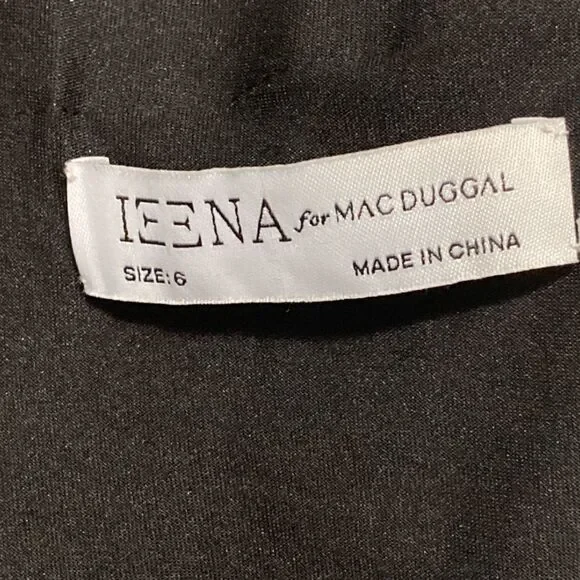 IEENA for MAC DUGGAL
SIZE: 6
MADE IN CHINA